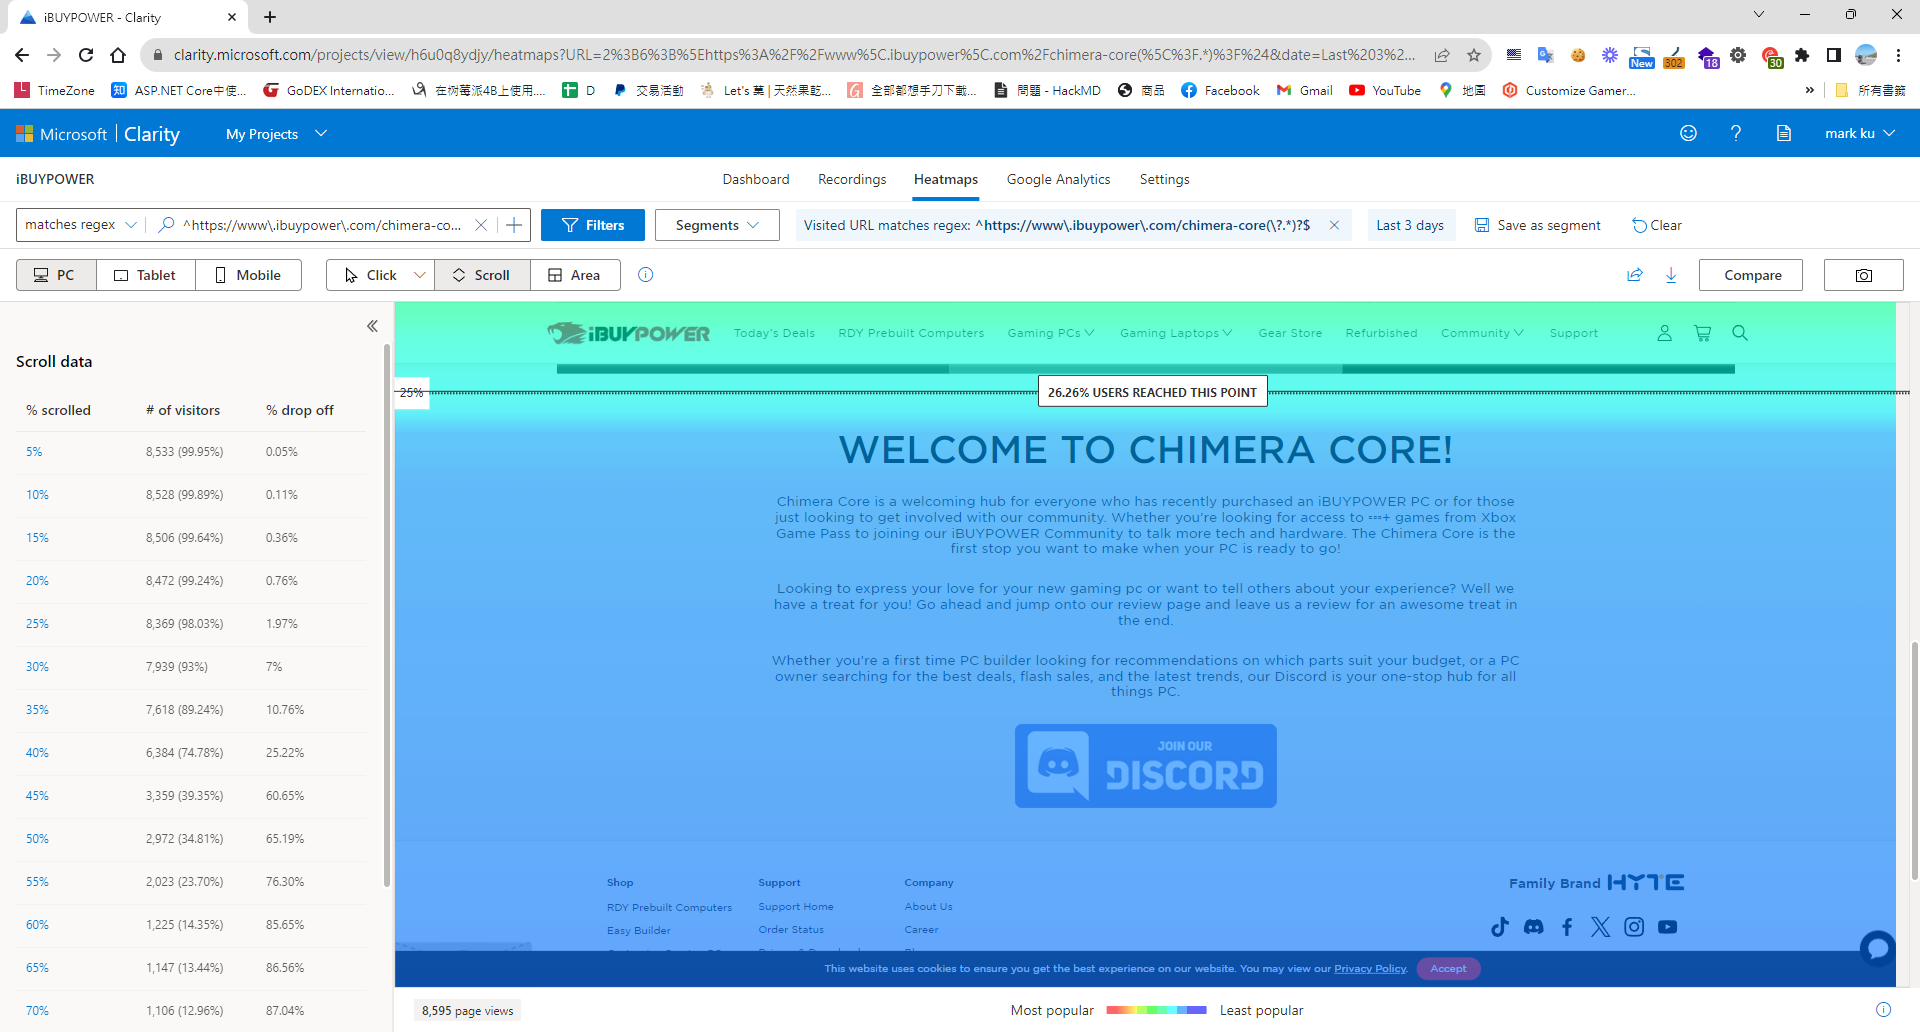 iBUYPOWER - Clarity
clarity.microsoft.com/projects/view/h6u0q8ydjy/heatmaps?URL=2%3B6%3B%5Ehttps%3A%2F%2Fwww%5C.ibuypower%5C.com%2Fchimera-core(%5C%3F.*)%3F%24&date=Last%203%2...
New 302 18 30
TimeZone ASP.NET Core中使... GoDEX Internatio... 在树莓派4B上使用.... D 交易活動 Let's 菓 | 天然果乾... 全部都想手刀下載... 問題 - HackMD 商品 Facebook Gmail YouTube 地圖 Customize Gamer... » 所有書籤
Microsoft Clarity My Projects mark ku
iBUYPOWER Dashboard Recordings Heatmaps Google Analytics Settings
matches regex ^https://www\.ibuypower\.com/chimera-co... Filters Segments Visited URL matches regex: ^https://www\.ibuypower\.com/chimera-core(\?.*)?$ Last 3 days Save as segment Clear
PC Tablet Mobile Click Scroll Area Compare
iBUYPOWER Today's Deals RDY Prebuilt Computers Gaming PCs Gaming Laptops Gear Store Refurbished Community Support
25% 26.26% USERS REACHED THIS POINT
Scroll data
% scrolled # of visitors % drop off
5% 8,533 (99.95%) 0.05%
10% 8,528 (99.89%) 0.11%
15% 8,506 (99.64%) 0.36%
20% 8,472 (99.24%) 0.76%
25% 8,369 (98.03%) 1.97%
30% 7,939 (93%) 7%
35% 7,618 (89.24%) 10.76%
40% 6,384 (74.78%) 25.22%
45% 3,359 (39.35%) 60.65%
50% 2,972 (34.81%) 65.19%
55% 2,023 (23.70%) 76.30%
60% 1,225 (14.35%) 85.65%
65% 1,147 (13.44%) 86.56%
70% 1,106 (12.96%) 87.04%
WELCOME TO CHIMERA CORE!
Chimera Core is a welcoming hub for everyone who has recently purchased an iBUYPOWER PC or for those
just looking to get involved with our community. Whether you're looking for access to •••+ games from Xbox
Game Pass to joining our iBUYPOWER Community to talk more tech and hardware. The Chimera Core is the
first stop you want to make when your PC is ready to go!
Looking to express your love for your new gaming pc or want to tell others about your experience? Well we
have a treat for you! Go ahead and jump onto our review page and leave us a review for an awesome treat in
the end.
Whether you're a first time PC builder looking for recommendations on which parts suit your budget, or a PC
owner searching for the best deals, flash sales, and the latest trends, our Discord is your one-stop hub for all
things PC.
JOIN OUR
DISCORD
Shop Support Company Family Brand HYTE
RDY Prebuilt Computers Support Home About Us
Easy Builder Order Status Career
This website uses cookies to ensure you get the best experience on our website. You may view our Privacy Policy. Accept
8,595 page views Most popular Least popular